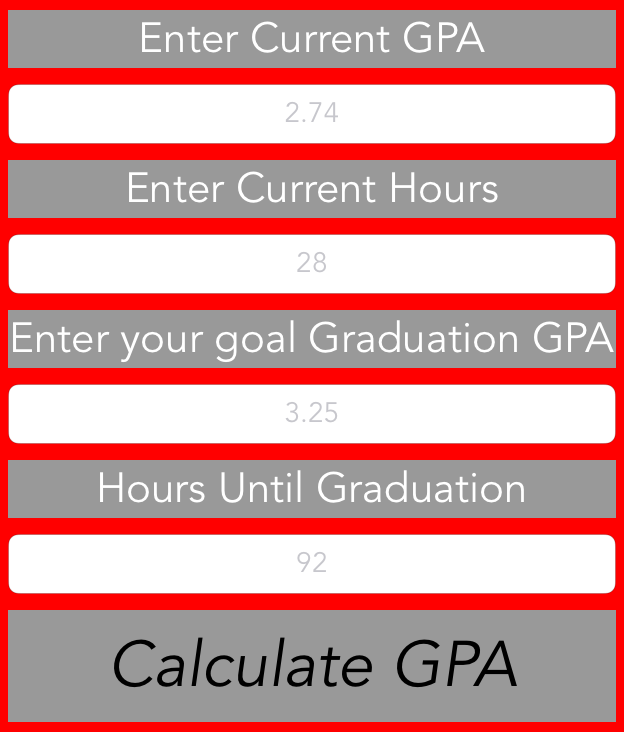 Enter Current GPA
2.74
Enter Current Hours
28
Enter your goal Graduation GPA
3.25
Hours Until Graduation
92
Calculate GPA